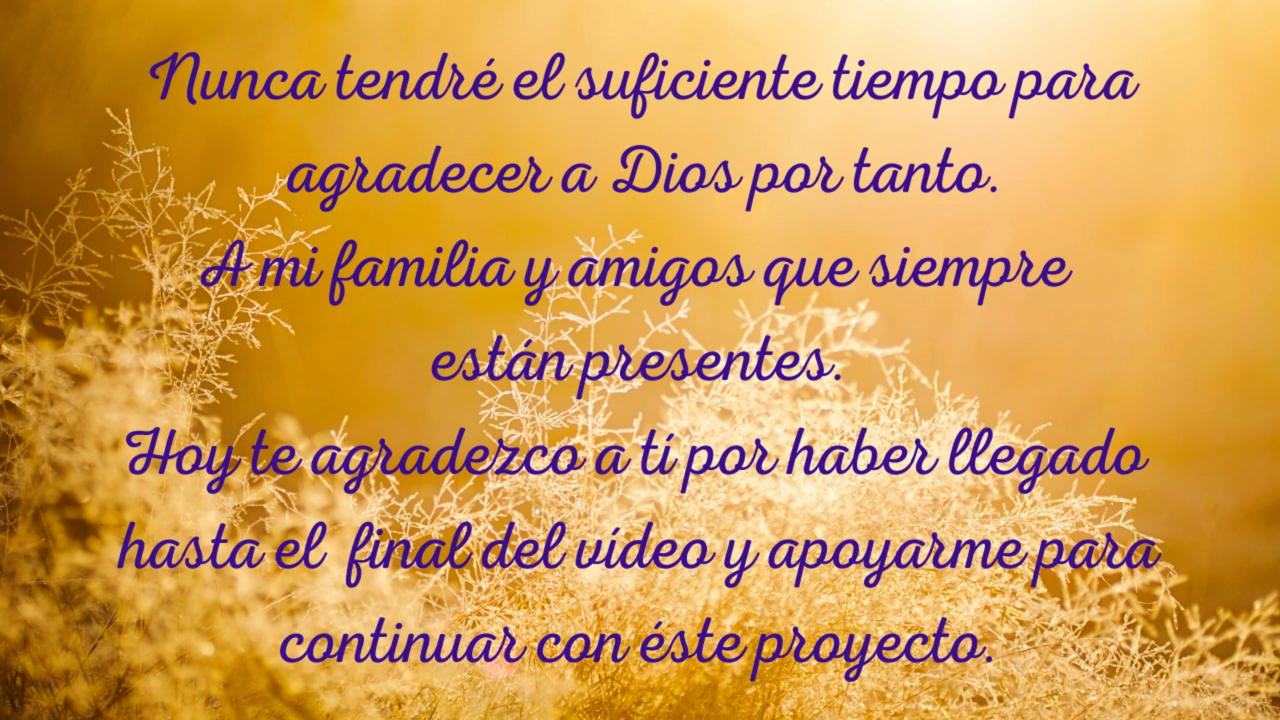 Nunca tendré el suficiente tiempo para
agradecer a Dios por tanto.
A mi familia y amigos que siempre
están presentes.
Hoy te agradezco a tí por haber llegado
hasta el final del vídeo y apoyarme para
continuar con éste proyecto.